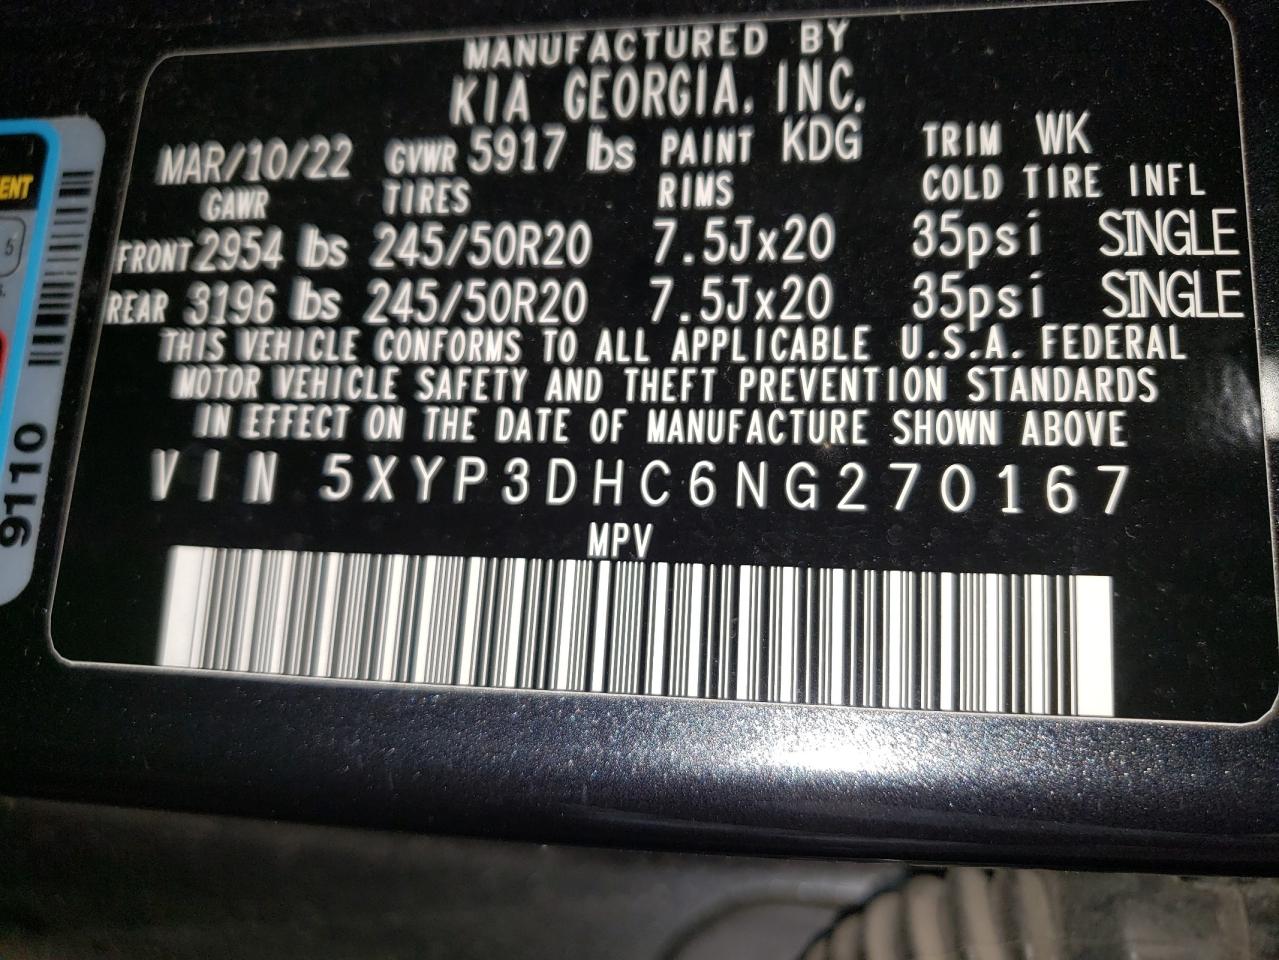 MANUFACTURED BY
KIA GEORGIA, INC.
MAR/10/22 GVWR 5917 lbs PAINT KDG TRIM WK
GAWR TIRES RIMS COLD TIRE INFL
FRONT 2954 lbs 245/50R20 7.5Jx20 35psi SINGLE
REAR 3196 lbs 245/50R20 7.5Jx20 35psi SINGLE
THIS VEHICLE CONFORMS TO ALL APPLICABLE U.S.A. FEDERAL
MOTOR VEHICLE SAFETY AND THEFT PREVENTION STANDARDS
IN EFFECT ON THE DATE OF MANUFACTURE SHOWN ABOVE
VIN 5XYP3DHC6NG270167
MPV
ENT
5
9110